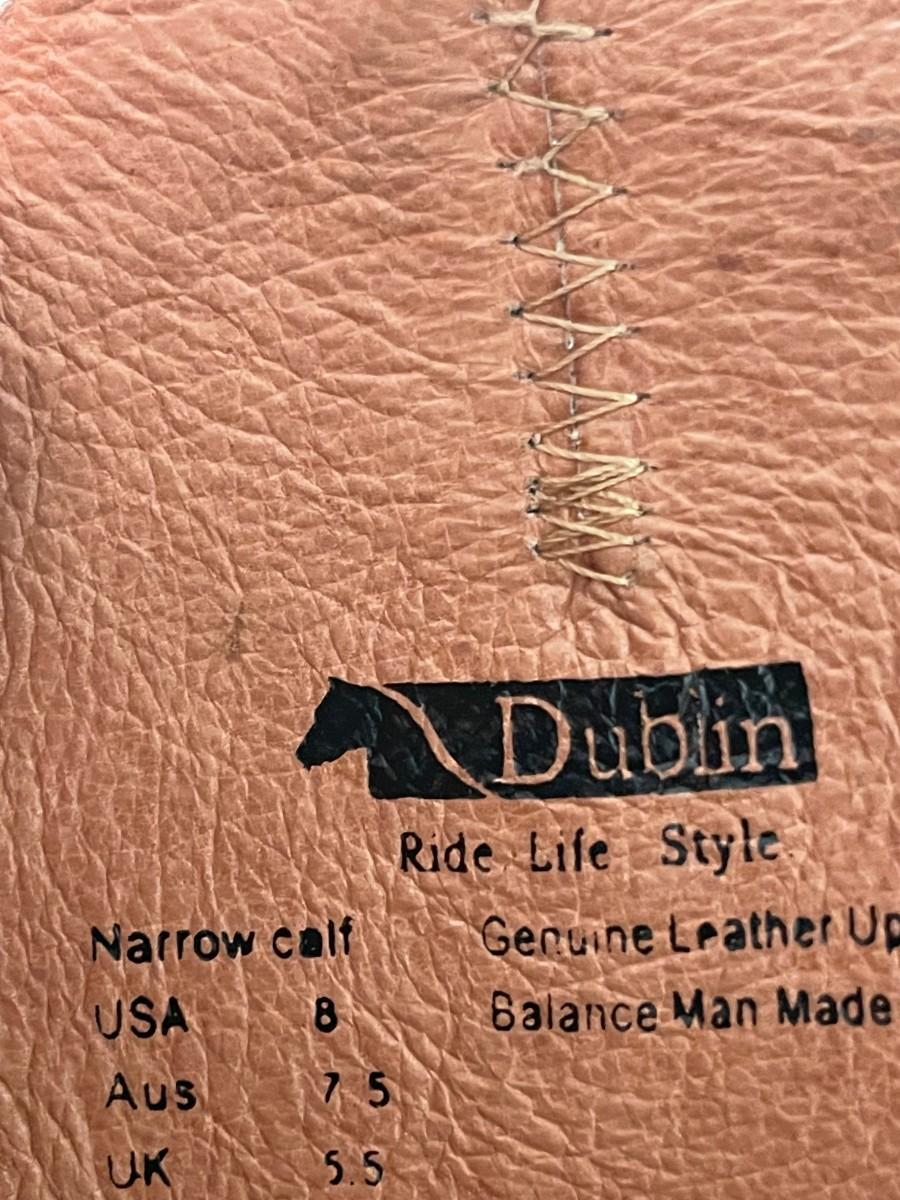 Dublin
Ride Life Style
Narrow calf
USA 8
Aus 7.5
UK 5.5
Genuine Leather Up
Balance Man Made